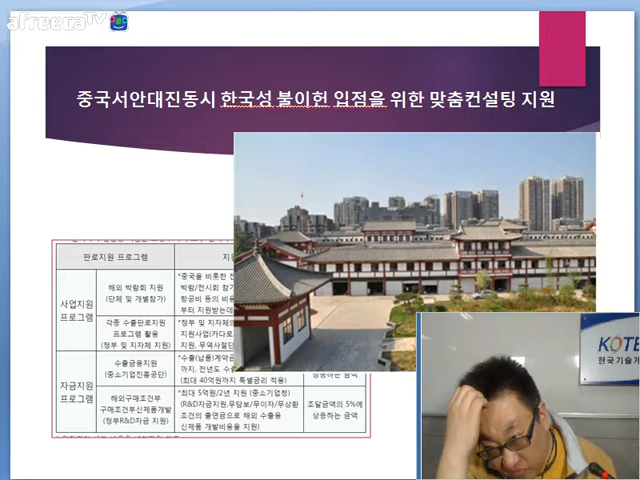 afreecaTV
중국서안대진동시 한국성 불이헌 입점을 위한 맞춤컨설팅 지원
판로지원 프로그램
사업지원
프로그램
해외 박람회 지원
(단체 및 개별참가)
*중국을 비롯한
박람/전시회 참
항공비 등의 비용
부터 지원받는데
각종 수출판로지원
프로그램 활용
(정부 및 지자체 지원)
*정부 및 지자체의
지원사업(카다로
지원, 무역사절단
자금지원
프로그램
수출금융지원
(중소기업진흥공단)
*수출(납품)계약금
까지, 전년도 수출
(최대 40억원까지 특별금리 적용)
상응하는 금액
해외구매조건부
구매조건부신제품개발
(정부R&D자금 지원)
*최대 5억원/2년 지원 (중소기업청)
(R&D자금지원,무담보/무이자/무상환
조건의 출연금으로 해외 수출용
신제품 개발비용을 지원)
조달금액의 5%에
상응하는 금액
KOTE
한국기술